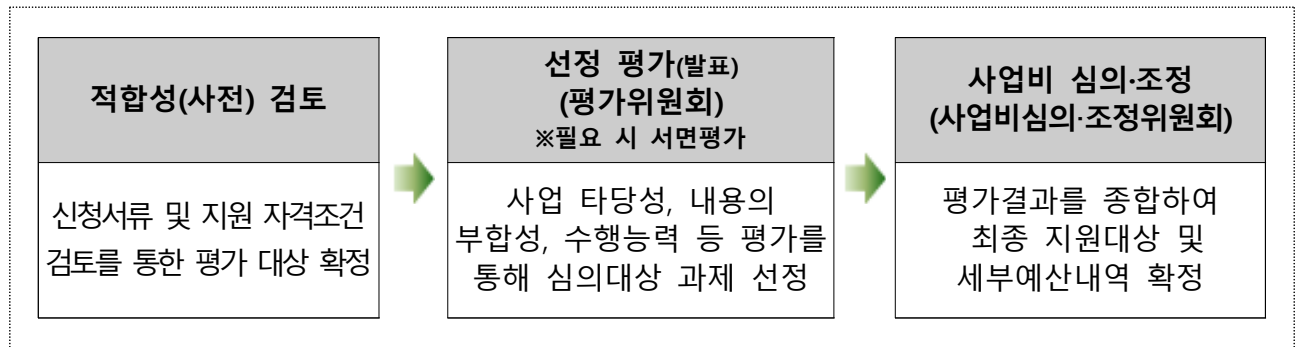 적합성(사전) 검토
신청서류 및 지원 자격조건
검토를 통한 평가 대상 확정
선정 평가(발표)
(평가위원회)
※필요 시 서면평가
사업 타당성, 내용의
부합성, 수행능력 등 평가를
통해 심의대상 과제 선정
사업비 심의·조정
(사업비심의·조정위원회)
평가결과를 종합하여
최종 지원대상 및
세부예산내역 확정